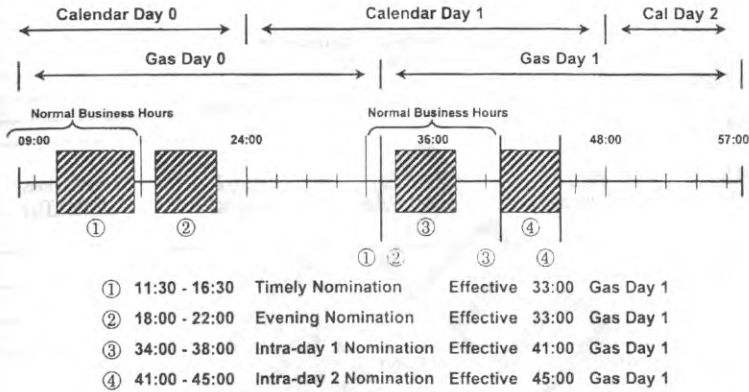 Calendar Day 0 Calendar Day 1 Cal Day 2
Gas Day 0 Gas Day 1
Normal Business Hours Normal Business Hours
09:00 24:00 36:00 48:00 57:00
① ② ③ ④
① ② ③ ④
① 11:30 - 16:30 Timely Nomination Effective 33:00 Gas Day 1
② 18:00 - 22:00 Evening Nomination Effective 33:00 Gas Day 1
③ 34:00 - 38:00 Intra-day 1 Nomination Effective 41:00 Gas Day 1
④ 41:00 - 45:00 Intra-day 2 Nomination Effective 45:00 Gas Day 1